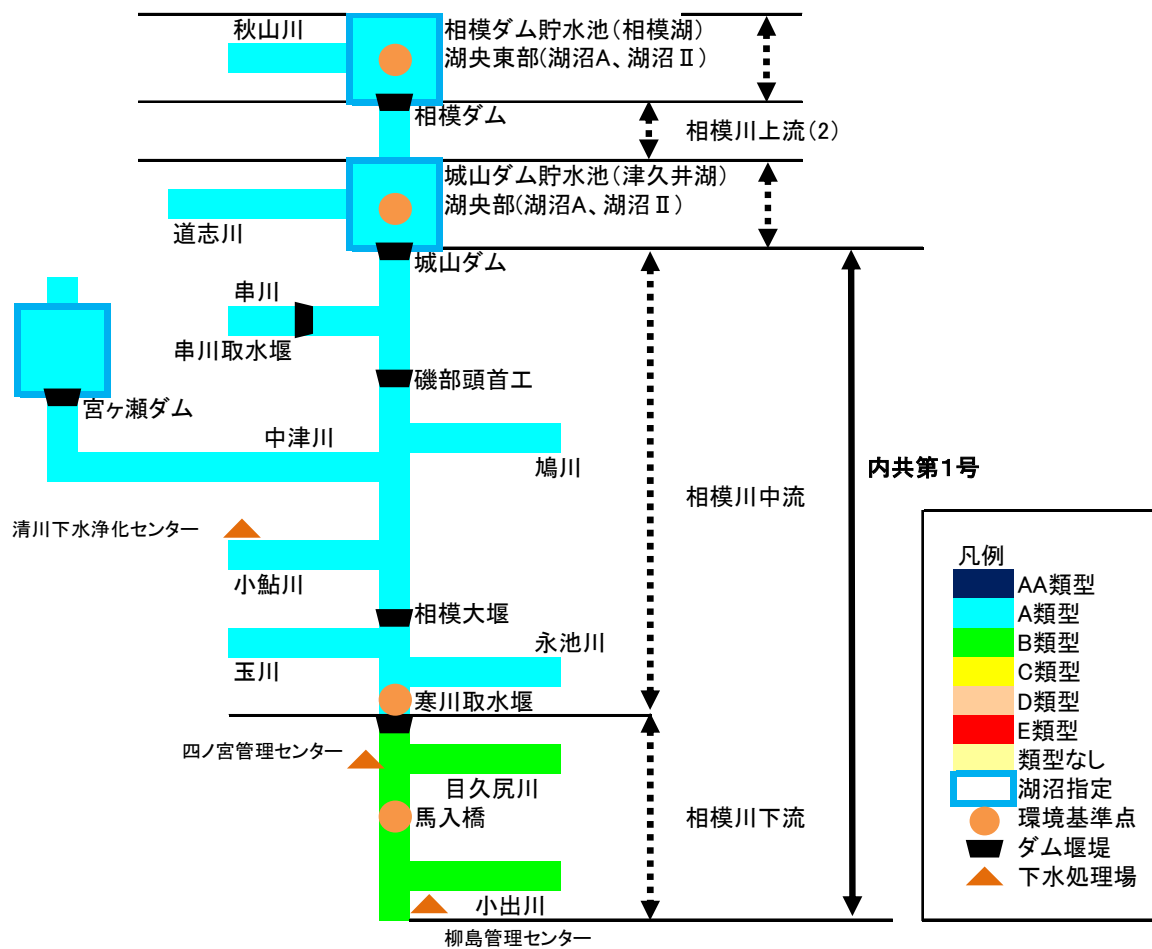 秋山川
相模ダム貯水池(相模湖)
湖央東部(湖沼A、湖沼Ⅱ)
相模ダム
相模川上流(2)
城山ダム貯水池(津久井湖)
湖央部(湖沼A、湖沼Ⅱ)
道志川
城山ダム
串川
串川取水堰
磯部頭首工
宮ヶ瀬ダム
中津川
鳩川
内共第1号
相模川中流
清川下水浄化センター
小鮎川
相模大堰
永池川
玉川
寒川取水堰
四ノ宮管理センター
目久尻川
馬入橋
相模川下流
小出川
柳島管理センター
凡例
AA類型
A類型
B類型
C類型
D類型
E類型
類型なし
湖沼指定
環境基準点
ダム堰堤
下水処理場